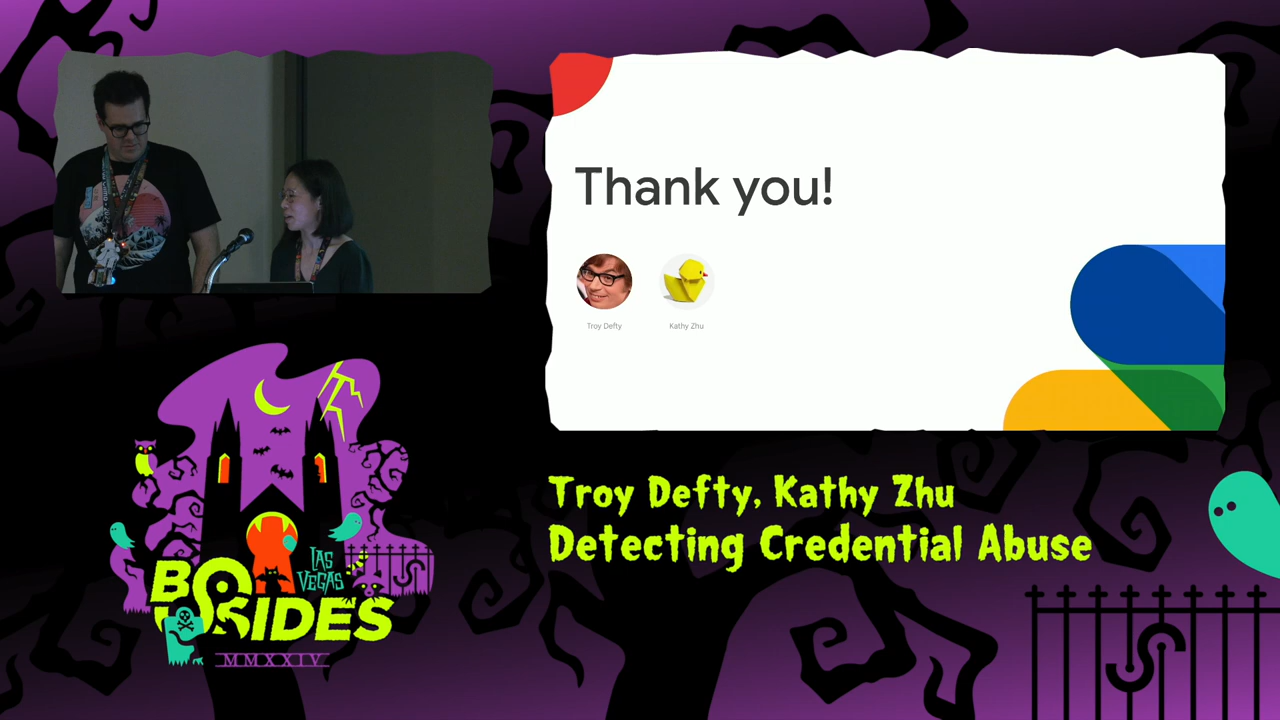 Thank you!
Troy Defty
Kathy Zhu
Troy Defty, Kathy Zhu
Detecting Credential Abuse
LAS
VEGAS
BSIDES
MMXXIV